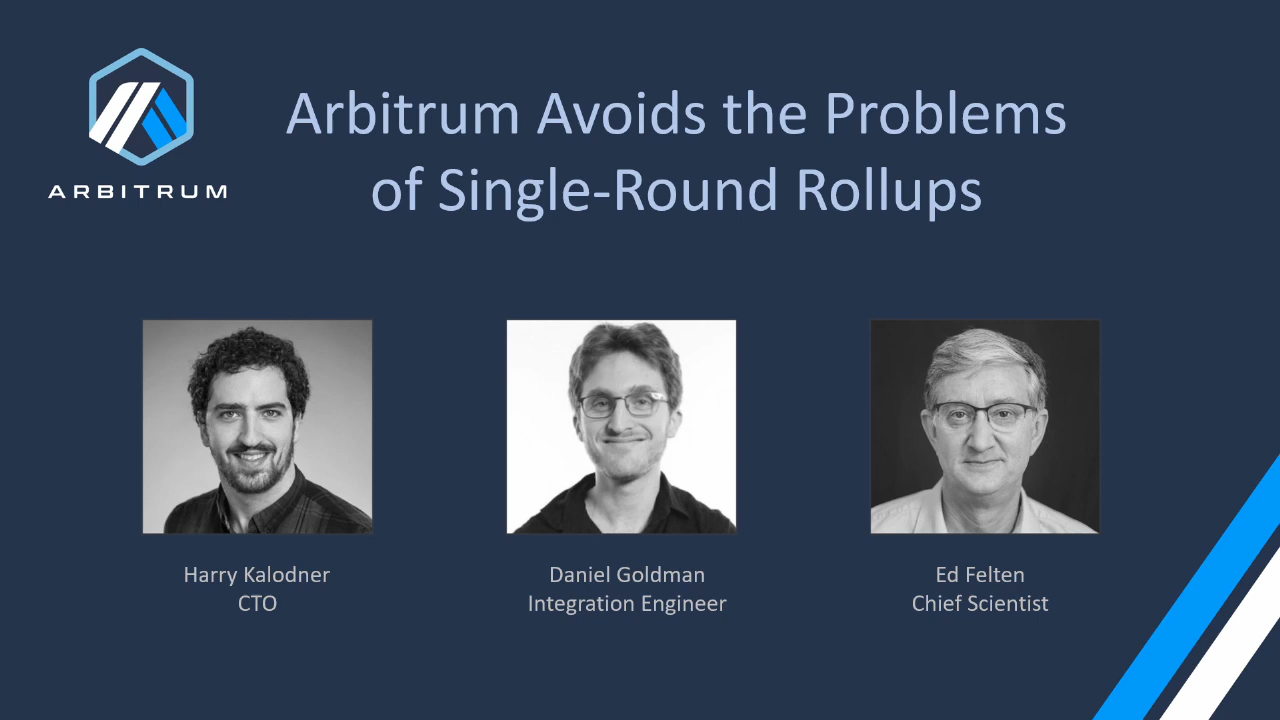 ARBITRUM
Arbitrum Avoids the Problems
of Single-Round Rollups
Harry Kalodner
CTO
Daniel Goldman
Integration Engineer
Ed Felten
Chief Scientist